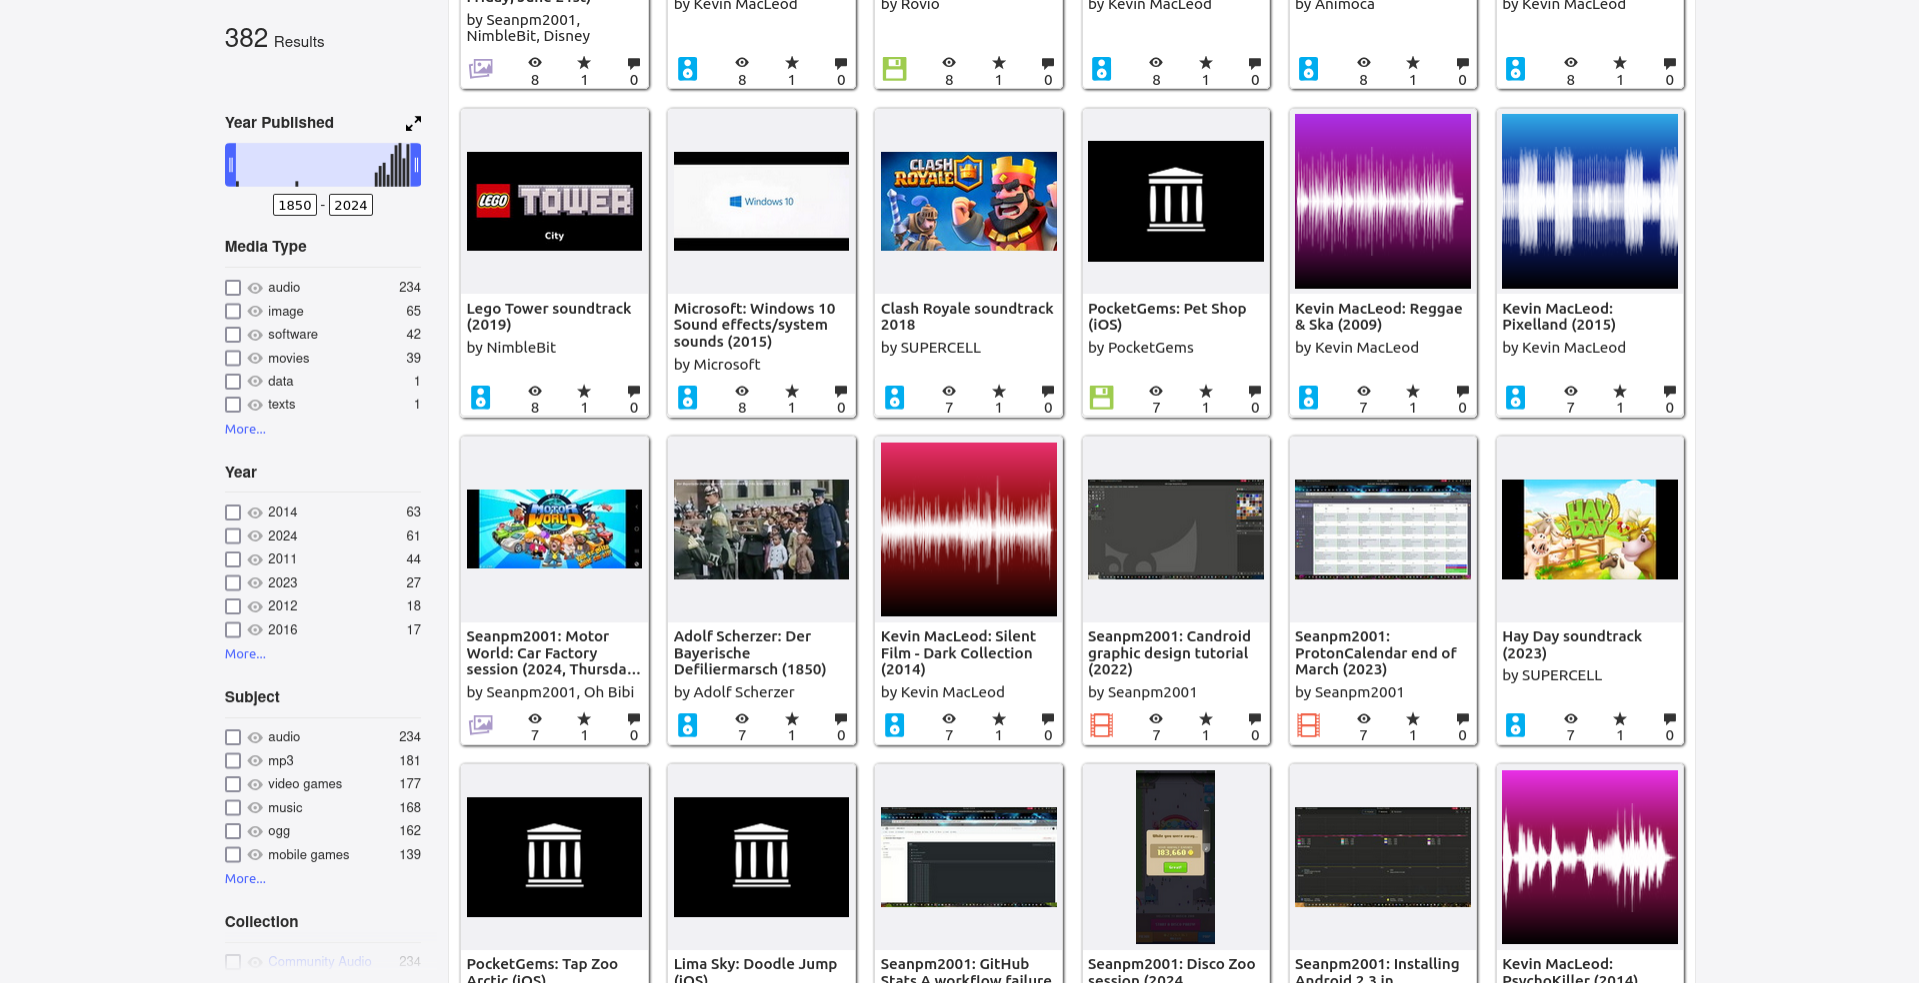 382 Results
Year Published
1850 - 2024
Media Type
audio 234
image 65
software 42
movies 39
data 1
texts 1
More...
Year
2014 63
2024 61
2011 44
2023 27
2012 18
2016 17
More...
Subject
audio 234
mp3 181
video games 177
music 168
ogg 162
mobile games 139
More...
Collection
Community Audio 234
by Seanpm2001,
NimbleBit, Disney
8 1 0
by Kevin MacLeod
8 1 0
by Rovio
8 1 0
by Kevin MacLeod
8 1 0
by Animoca
8 1 0
by Kevin MacLeod
8 1 0
LEGO TOWER
City
Lego Tower soundtrack
(2019)
by NimbleBit
8 1 0
Windows 10
Microsoft: Windows 10
Sound effects/system
sounds (2015)
by Microsoft
8 1 0
CLASH
ROYALE
Clash Royale soundtrack
2018
by SUPERCELL
7 1 0
PocketGems: Pet Shop
(iOS)
by PocketGems
7 1 0
Kevin MacLeod: Reggae
& Ska (2009)
by Kevin MacLeod
7 1 0
Kevin MacLeod:
Pixelland (2015)
by Kevin MacLeod
7 1 0
MOTOR
WORLD
Seanpm2001: Motor
World: Car Factory
session (2024, Thursda...
by Seanpm2001, Oh Bibi
7 1 0
Adolf Scherzer: Der
Bayerische
Defiliermarsch (1850)
by Adolf Scherzer
7 1 0
Kevin MacLeod: Silent
Film - Dark Collection
(2014)
by Kevin MacLeod
7 1 0
Seanpm2001: Candroid
graphic design tutorial
(2022)
by Seanpm2001
7 1 0
Seanpm2001:
ProtonCalendar end of
March (2023)
by Seanpm2001
7 1 0
HAY
DAY
Hay Day soundtrack
(2023)
by SUPERCELL
7 1 0
PocketGems: Tap Zoo
Arctic (iOS)
Lima Sky: Doodle Jump
(iOS)
Seanpm2001: GitHub
Stats A workflow failure
While you were away...
183,660
Seanpm2001: Disco Zoo
session (2024
Seanpm2001: Installing
Android 2.3 in
Kevin MacLeod:
PsychoKiller (2014)